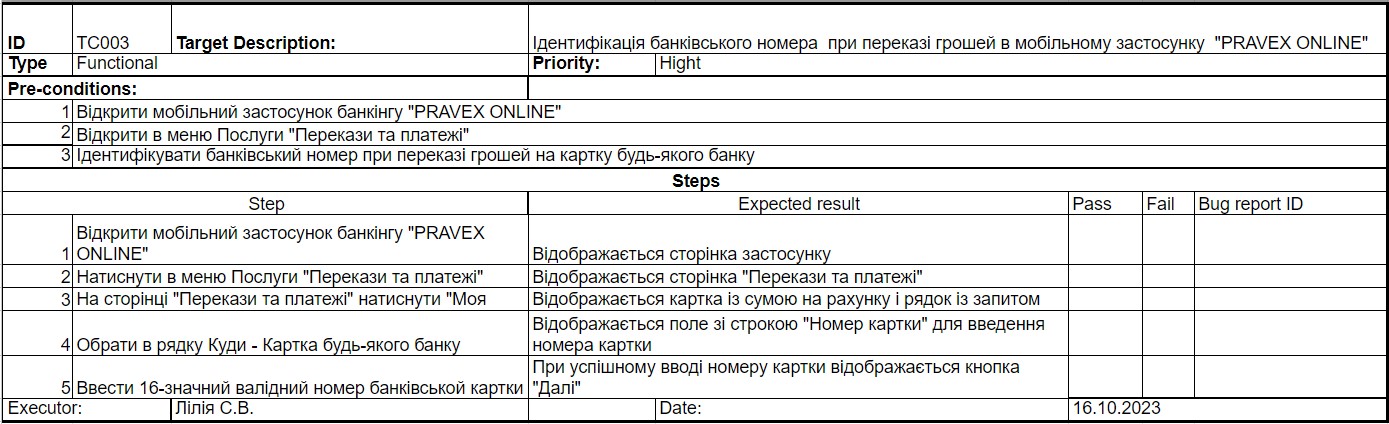 ID TC003 Target Description: Ідентифікація банківського номера при переказі грошей в мобільному застосунку "PRAVEX ONLINE"
Type Functional Priority: Hight
Pre-conditions:
1 Відкрити мобільний застосунок банкінгу "PRAVEX ONLINE"
2 Відкрити в меню Послуги "Перекази та платежі"
3 Ідентифікувати банківський номер при переказі грошей на картку будь-якого банку
Steps
Step Expected result Pass Fail Bug report ID
Відкрити мобільний застосунок банкінгу "PRAVEX
1 ONLINE" Відображається сторінка застосунку
2 Натиснути в меню Послуги "Перекази та платежі" Відображається сторінка "Перекази та платежі"
3 На сторінці "Перекази та платежі" натиснути "Моя Відображається картка із сумою на рахунку і рядок із запитом
Відображається поле зі строкою "Номер картки" для введення
4 Обрати в рядку Куди - Картка будь-якого банку номера картки
При успішному вводі номеру картки відображається кнопка
5 Ввести 16-значний валідний номер банківської картки "Далі"
Executor: Лілія С.В. Date: 16.10.2023